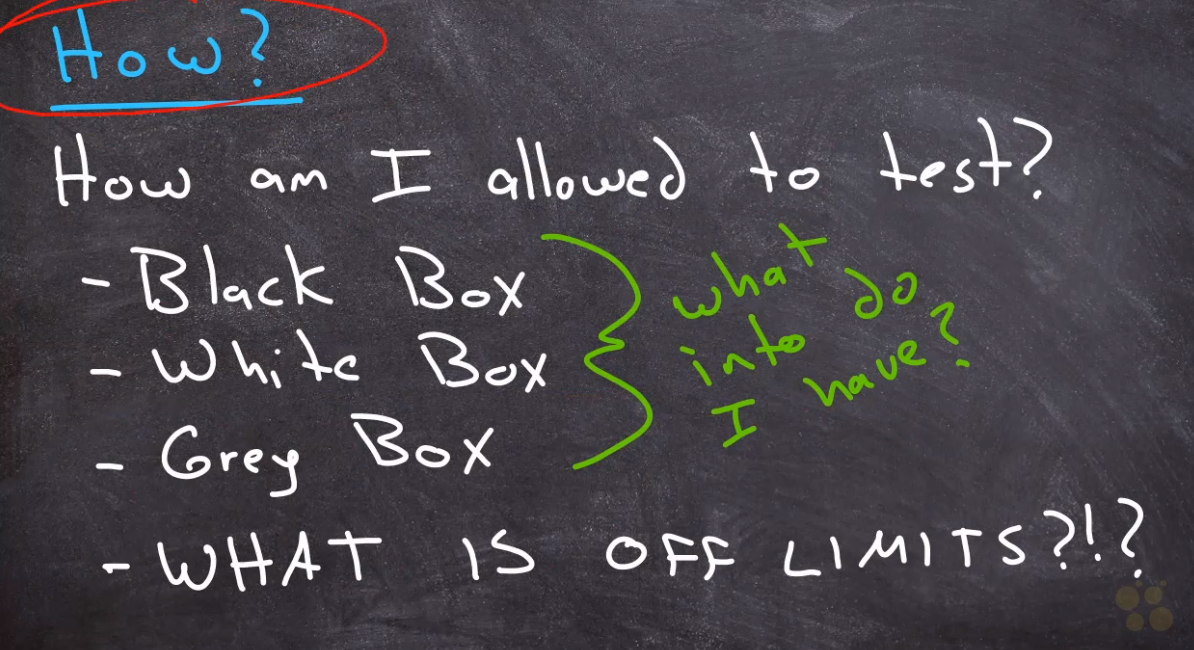 How?
How am I allowed to test?
- Black Box
- White Box
- Grey Box
what do
into
I have?
- WHAT IS OFF LIMITS?!?